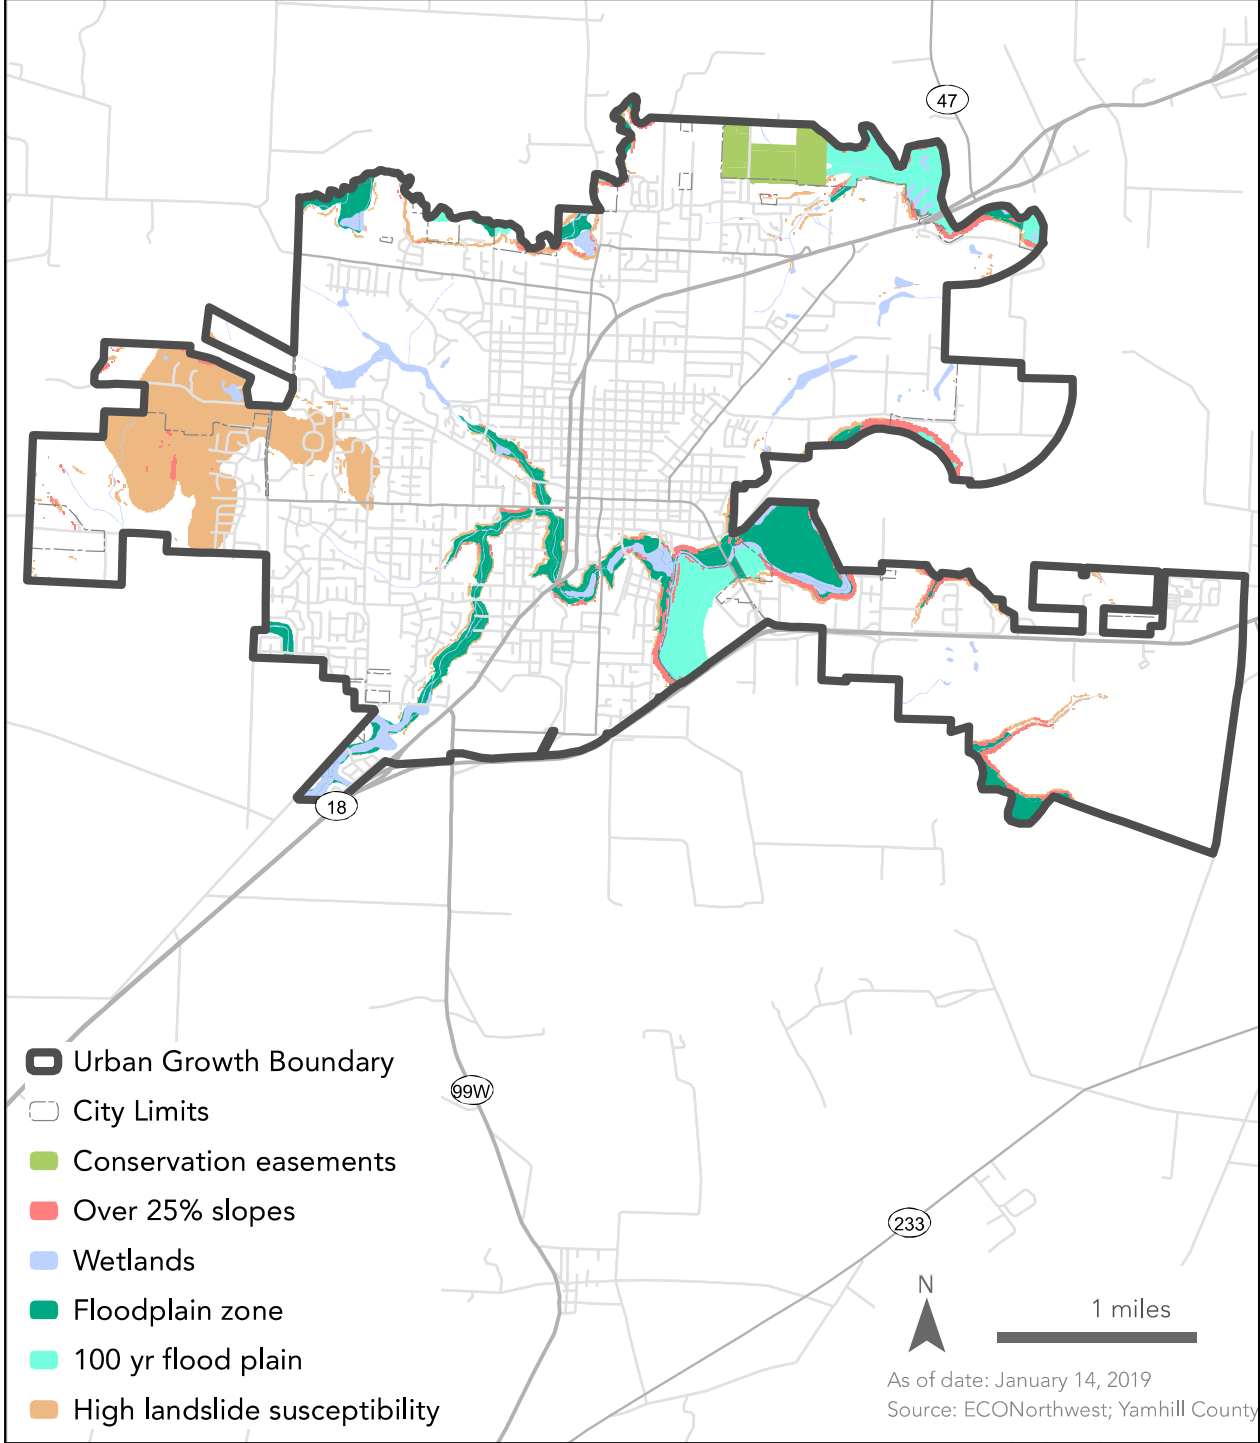 47
18
99W
233
Urban Growth Boundary
City Limits
Conservation easements
Over 25% slopes
Wetlands
Floodplain zone
100 yr flood plain
High landslide susceptibility
N
1 miles
As of date: January 14, 2019
Source: ECONorthwest; Yamhill County